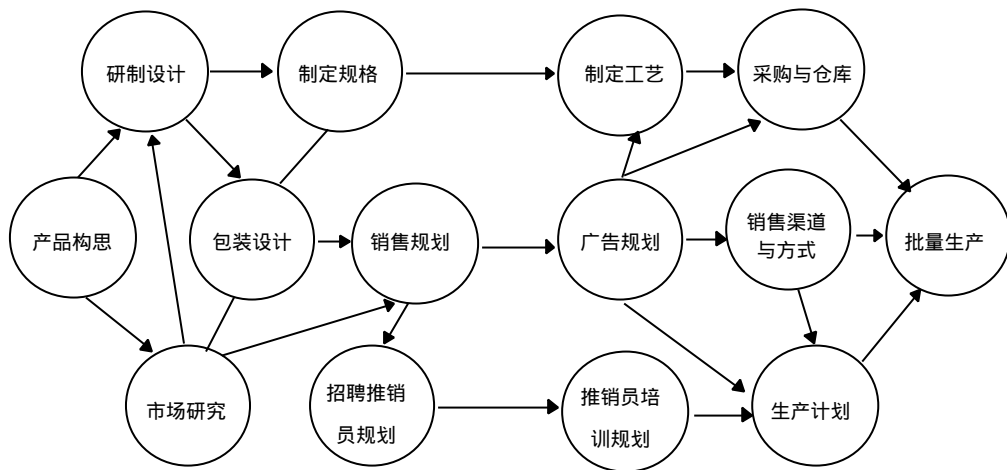 研制设计
制定规格
制定工艺
采购与仓库
产品构思
包装设计
销售规划
广告规划
销售渠道
与方式
批量生产
市场研究
招聘推销
员规划
推销员培
训规划
生产计划